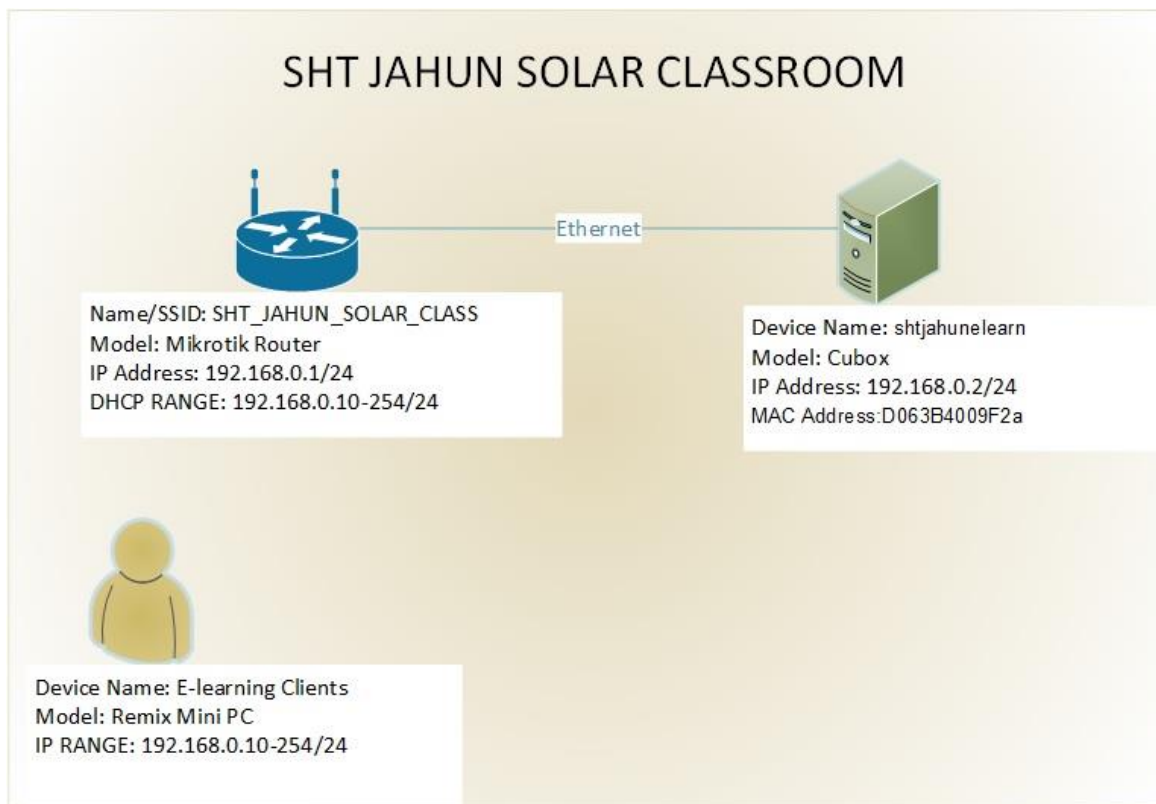 SHT JAHUN SOLAR CLASSROOM
Ethernet
Name/SSID: SHT_JAHUN_SOLAR_CLASS
Model: Mikrotik Router
IP Address: 192.168.0.1/24
DHCP RANGE: 192.168.0.10-254/24
Device Name: shtjahunelearn
Model: Cubox
IP Address: 192.168.0.2/24
MAC Address:D063B4009F2a
Device Name: E-learning Clients
Model: Remix Mini PC
IP RANGE: 192.168.0.10-254/24